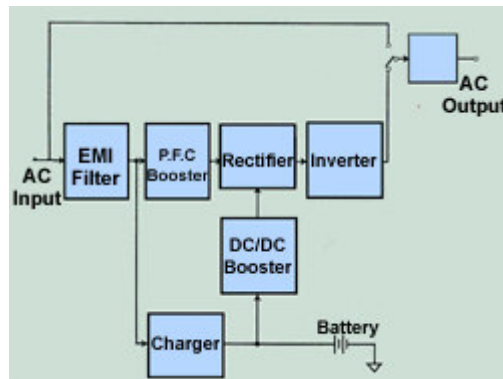 AC
Output
EMI
Filter
P.F.C
Booster
Rectifier
Inverter
AC
Input
DC/DC
Booster
Charger
Battery